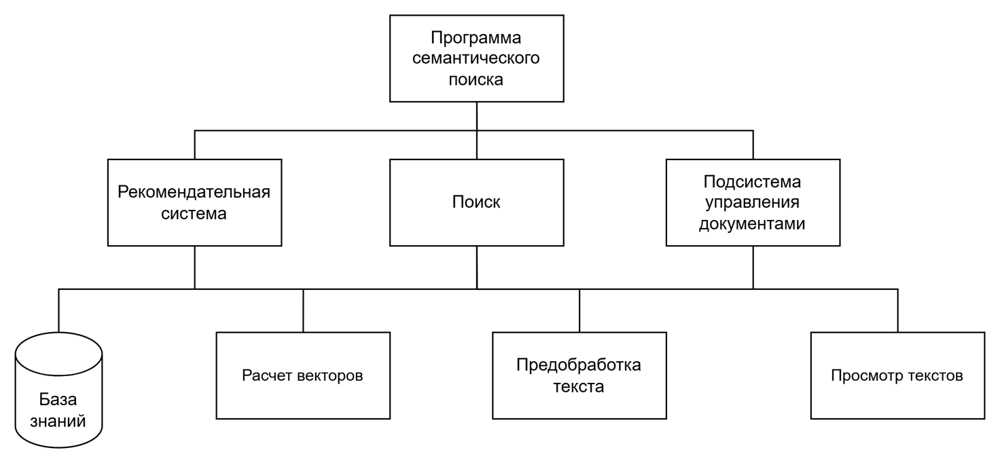 Программа
семантического
поиска
Рекомендательная
система
Поиск
Подсистема
управления
документами
База
знаний
Расчет векторов
Предобработка
текста
Просмотр текстов